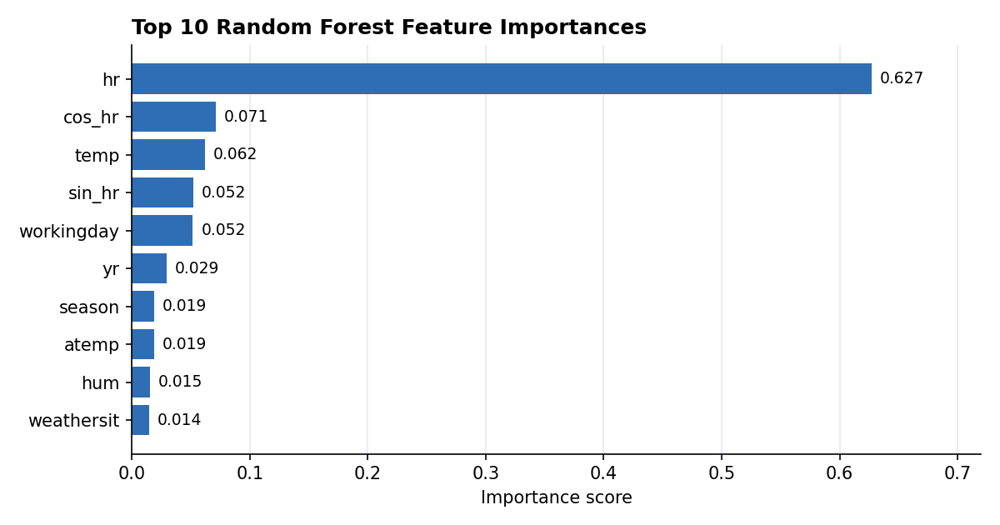 Top 10 Random Forest Feature Importances
hr 0.627
cos_hr 0.071
temp 0.062
sin_hr 0.052
workingday 0.052
yr 0.029
season 0.019
atemp 0.019
hum 0.015
weathersit 0.014
0.0 0.1 0.2 0.3 0.4 0.5 0.6 0.7
Importance score